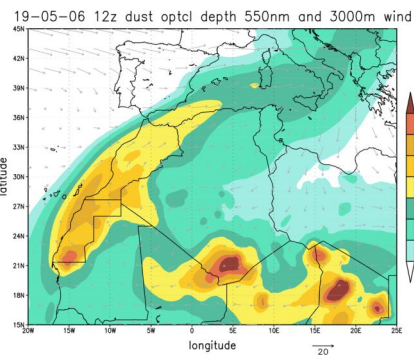 19-05-06 12z dust optcl depth 550nm and 3000m wind
45N
42N
39N
36N
33N
30N
27N
24N
21N
18N
15N
latitude
20W 15W 10W 5W 0 5E 10E 15E 20E 25E
longitude
20